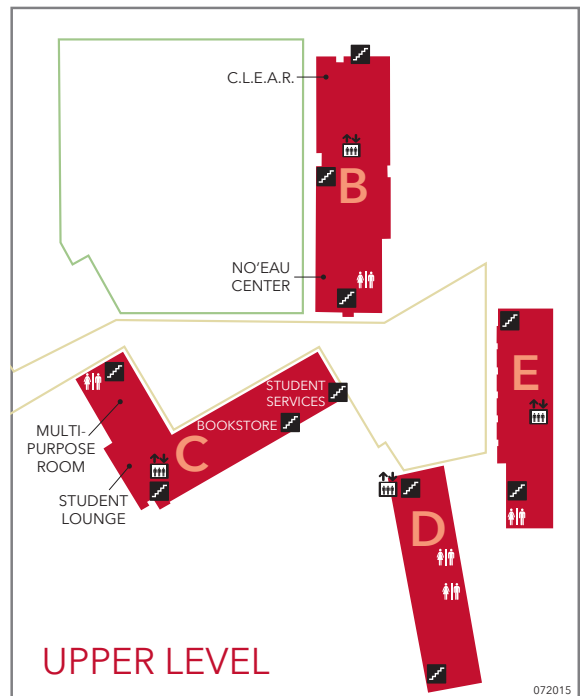 C.L.E.A.R.
B
NO‘EAU
CENTER
E
STUDENT
SERVICES
BOOKSTORE
MULTI-
PURPOSE
ROOM
C
STUDENT
LOUNGE
D
UPPER LEVEL
072015